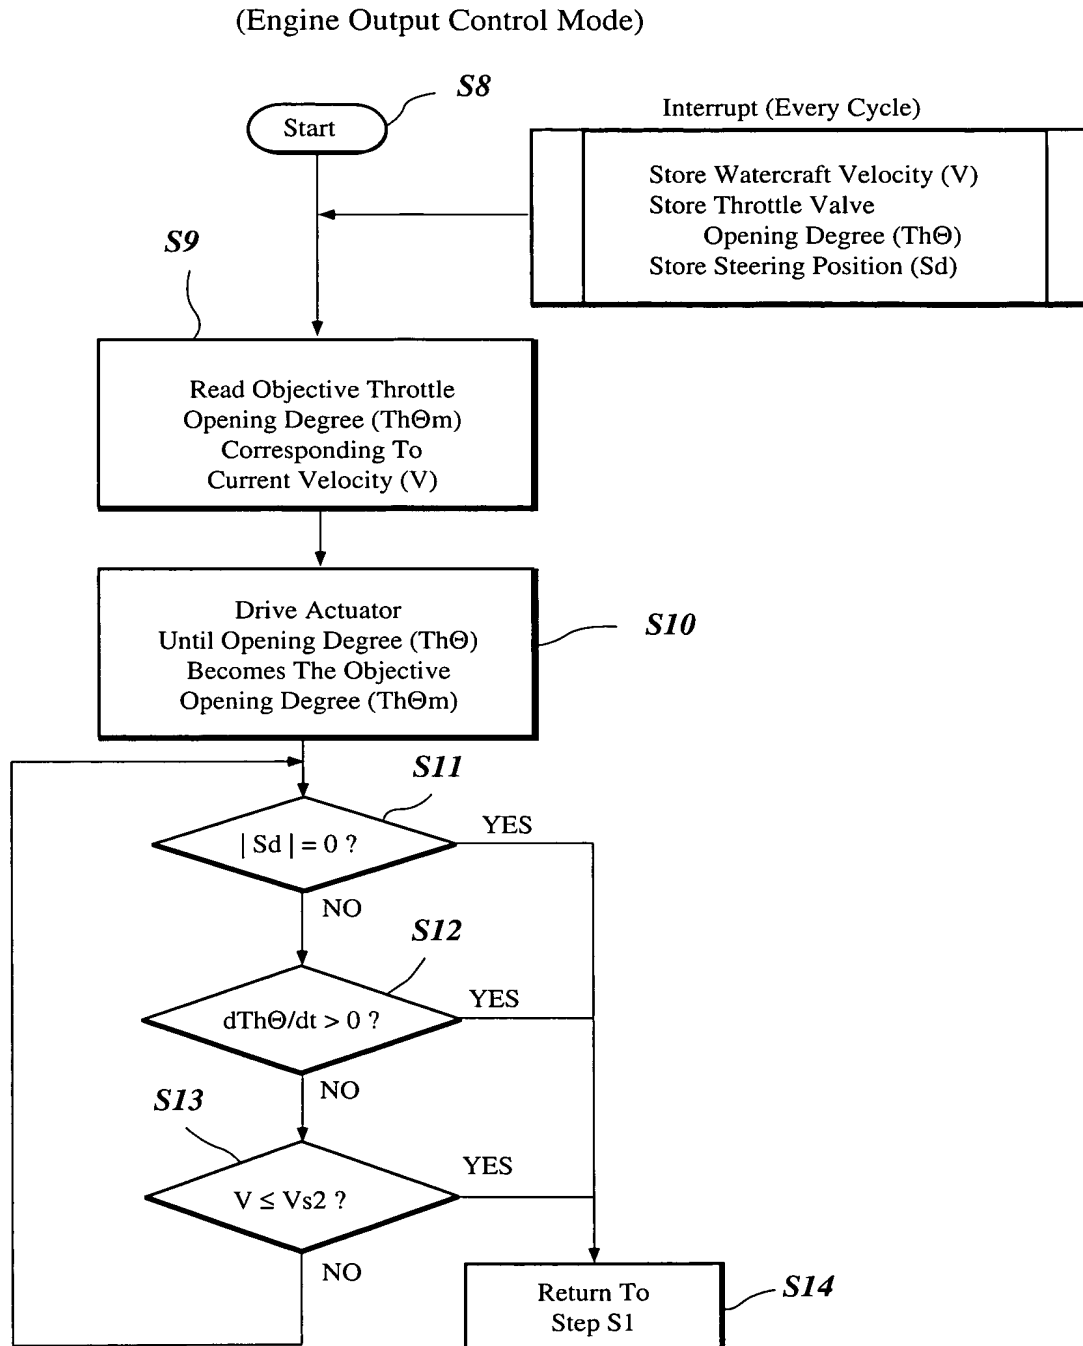 (Engine Output Control Mode)
S8
Start
Interrupt (Every Cycle)
Store Watercraft Velocity (V)
Store Throttle Valve
Opening Degree (ThΘ)
Store Steering Position (Sd)
S9
Read Objective Throttle
Opening Degree (ThΘm)
Corresponding To
Current Velocity (V)
Drive Actuator
Until Opening Degree (ThΘ)
Becomes The Objective
Opening Degree (ThΘm)
S10
S11
| Sd | = 0 ?
YES
NO
S12
dThΘ/dt > 0 ?
YES
NO
S13
V ≤ Vs2 ?
YES
NO
Return To
Step S1
S14